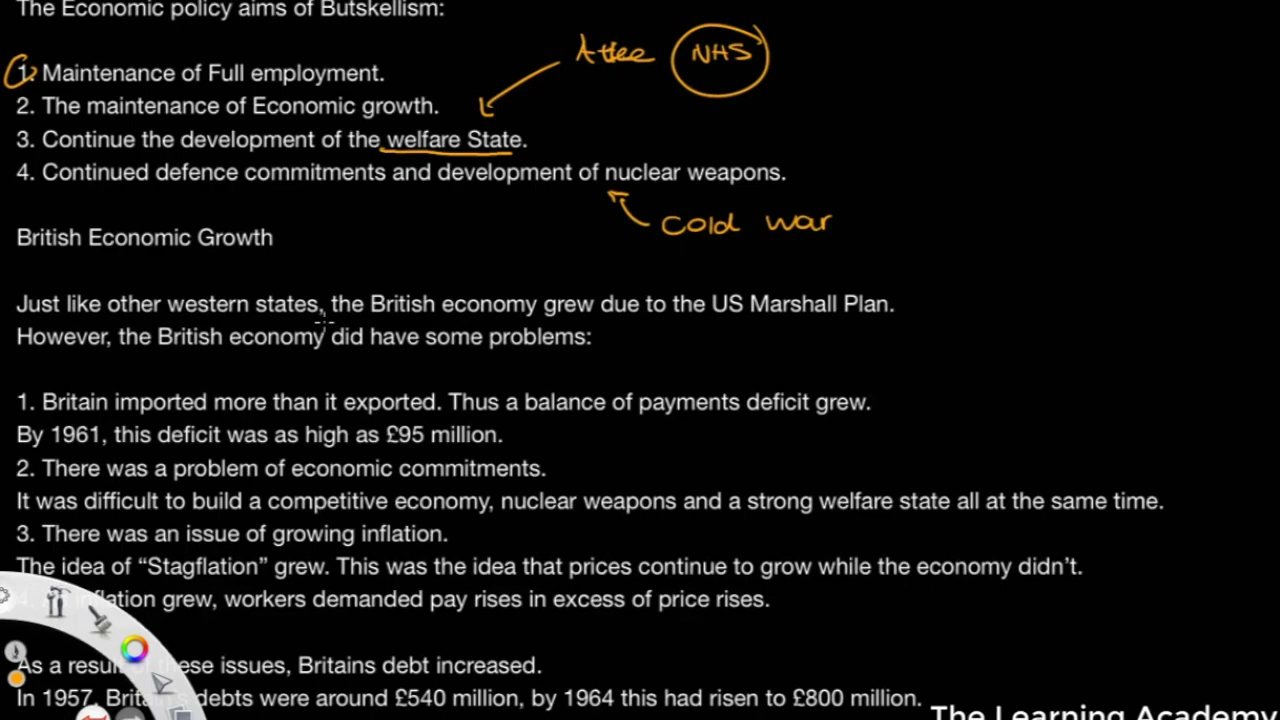 The Economic policy aims of Butskellism:
Attlee NHS
1. Maintenance of Full employment.
2. The maintenance of Economic growth.
3. Continue the development of the welfare State.
4. Continued defence commitments and development of nuclear weapons.
Cold war
British Economic Growth
Just like other western states, the British economy grew due to the US Marshall Plan.
However, the British economy did have some problems:
1. Britain imported more than it exported. Thus a balance of payments deficit grew.
By 1961, this deficit was as high as £95 million.
2. There was a problem of economic commitments.
It was difficult to build a competitive economy, nuclear weapons and a strong welfare state all at the same time.
3. There was an issue of growing inflation.
The idea of “Stagflation” grew. This was the idea that prices continue to grow while the economy didn’t.
4. inflation grew, workers demanded pay rises in excess of price rises.
As a result of these issues, Britains debt increased.
In 1957, Britain's debts were around £540 million, by 1964 this had risen to £800 million.
The Learning Academy